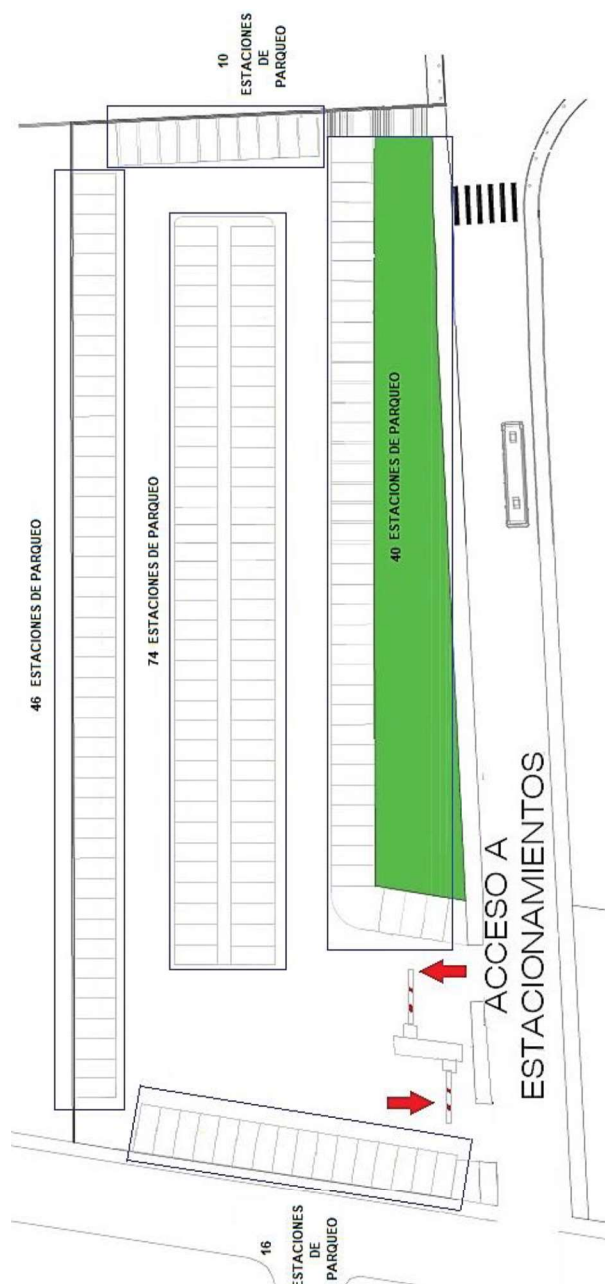 10
ESTACIONES
DE
PARQUEO
46 ESTACIONES DE PARQUEO
74 ESTACIONES DE PARQUEO
40 ESTACIONES DE PARQUEO
ACCESO A
ESTACIONAMIENTOS
16
ESTACIONES
DE
PARQUEO